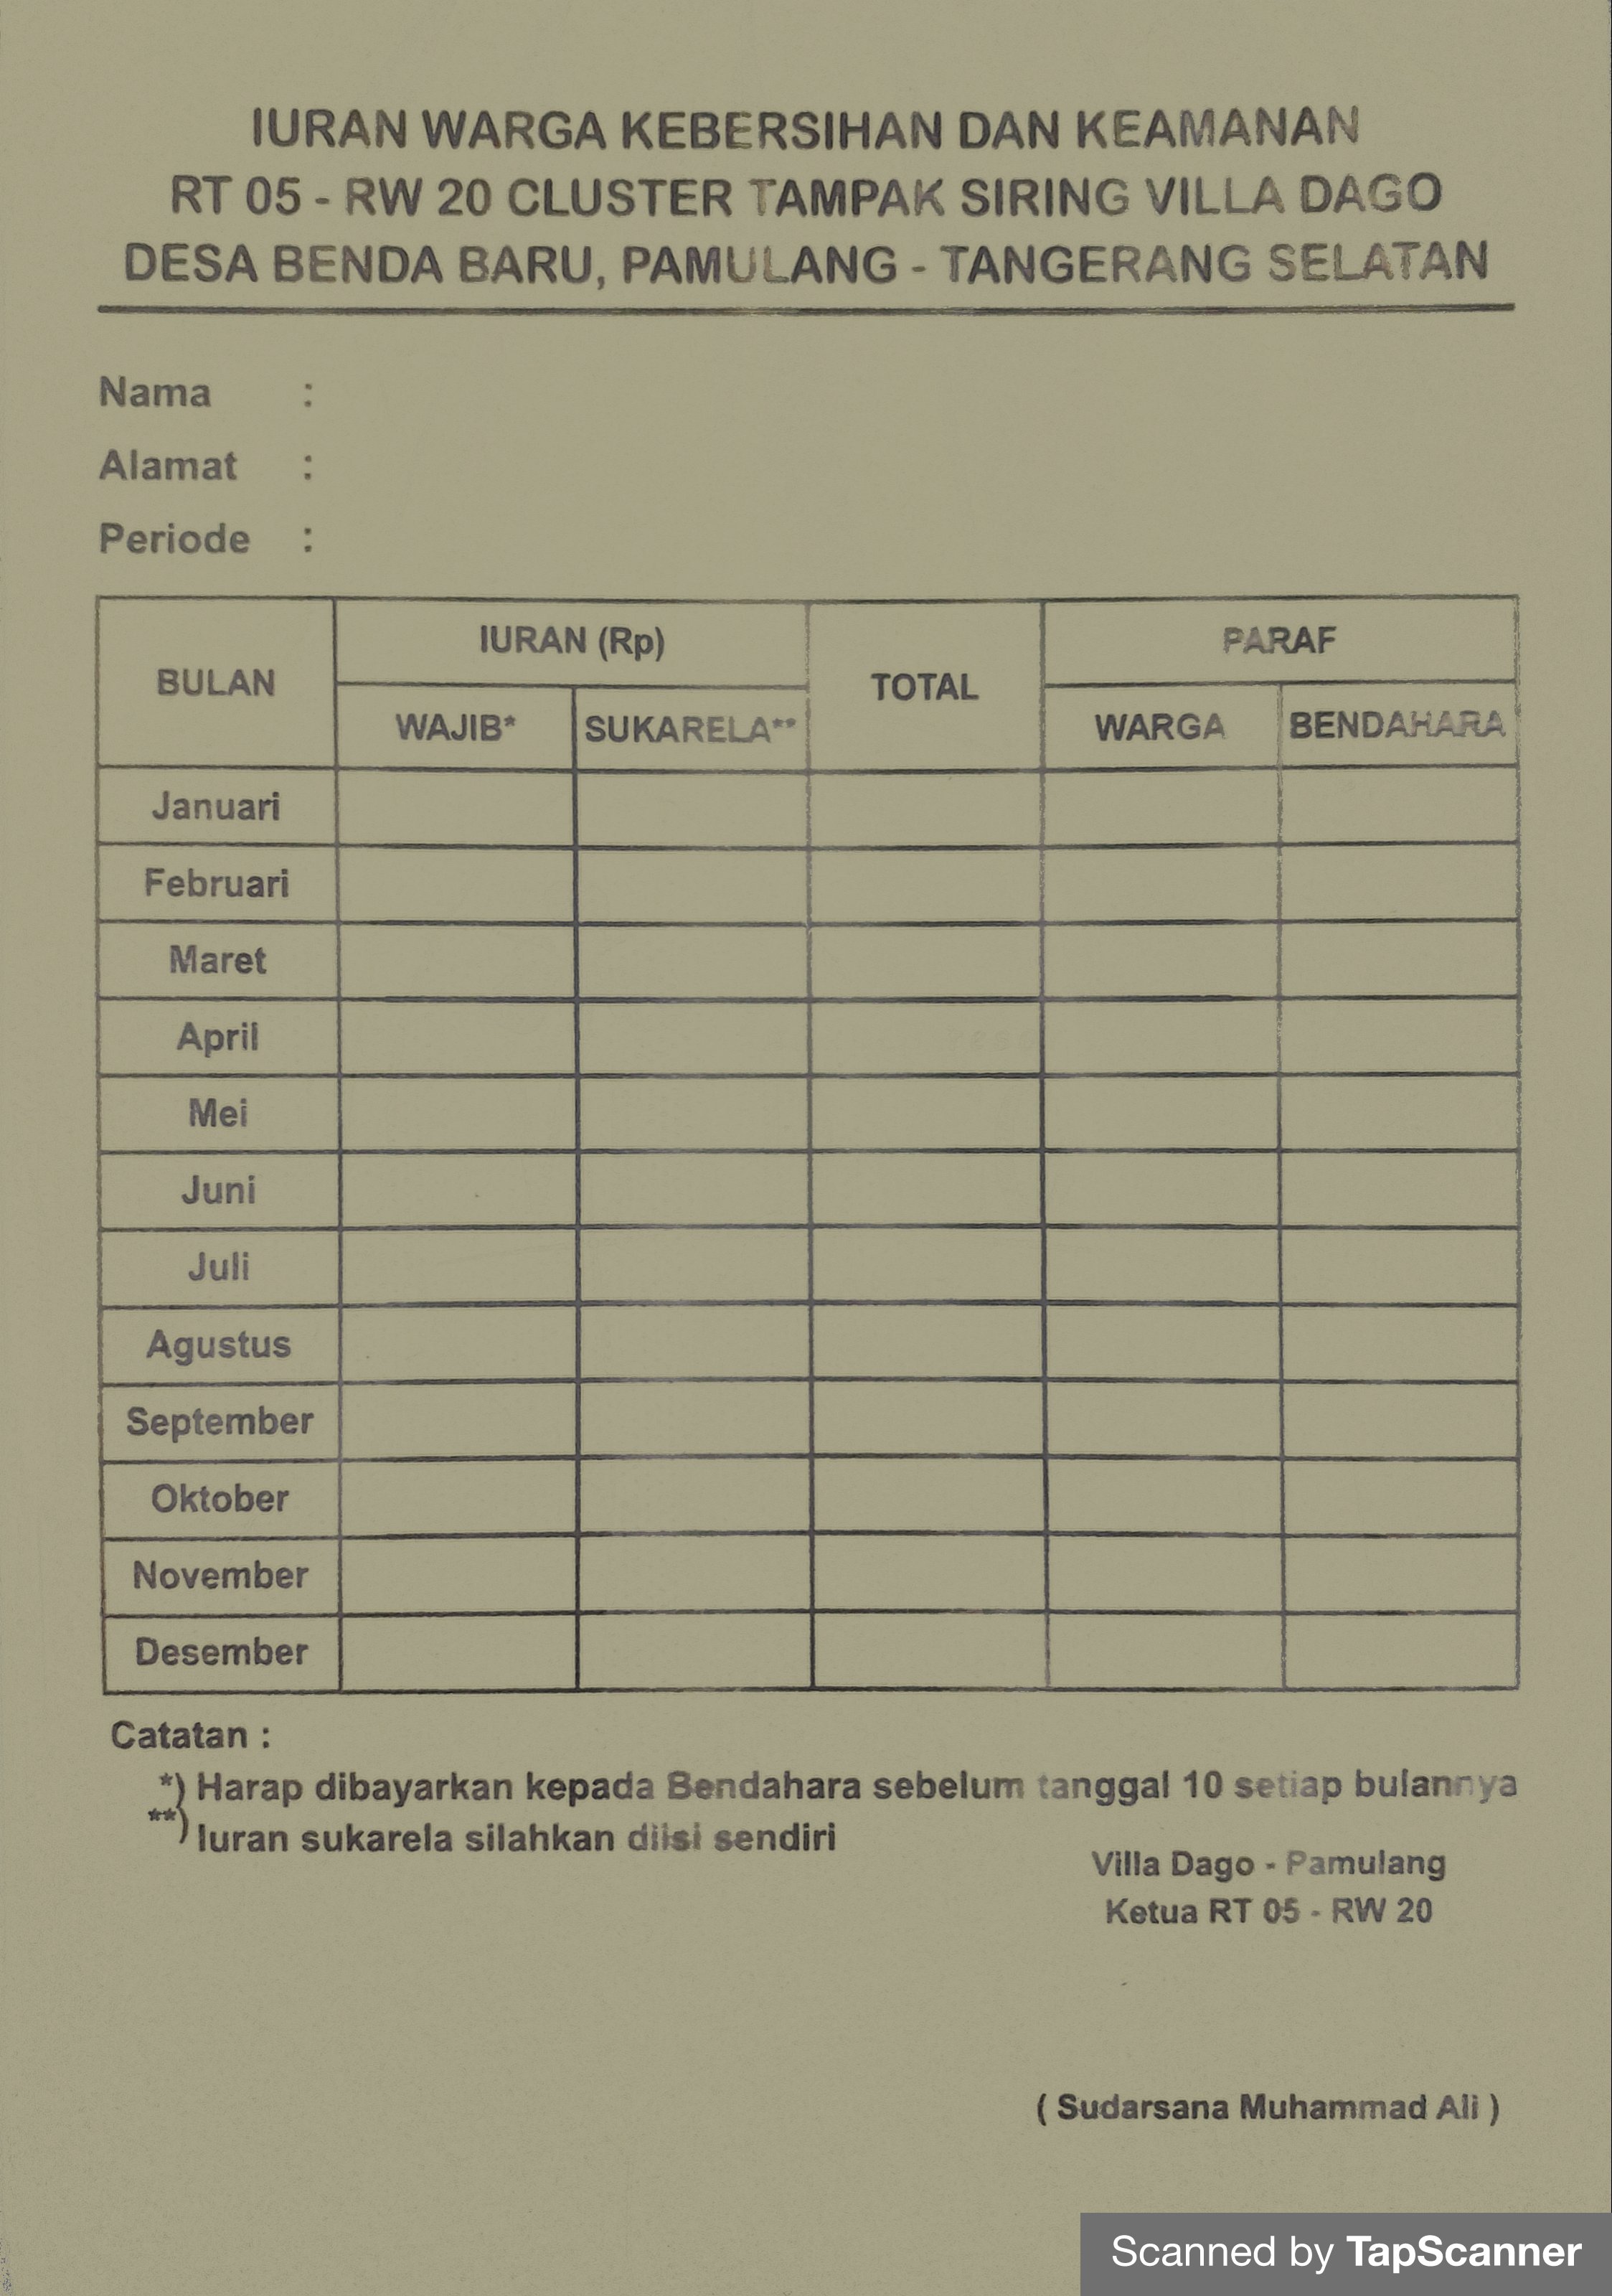 IURAN WARGA KEBERSIHAN DAN KEAMANAN
RT 05 - RW 20 CLUSTER TAMPAK SIRING VILLA DAGO
DESA BENDA BARU, PAMULANG - TANGERANG SELATAN
Nama :
Alamat :
Periode :
BULAN IURAN (Rp) TOTAL PARAF
WAJIB* SUKARELA** WARGA BENDAHARA
Januari
Februari
Maret
April
Mei
Juni
Juli
Agustus
September
Oktober
November
Desember
Catatan :
*) Harap dibayarkan kepada Bendahara sebelum tanggal 10 setiap bulannya
**) Iuran sukarela silahkan diisi sendiri
Villa Dago - Pamulang
Ketua RT 05 - RW 20
( Sudarsana Muhammad Ali )
Scanned by TapScanner